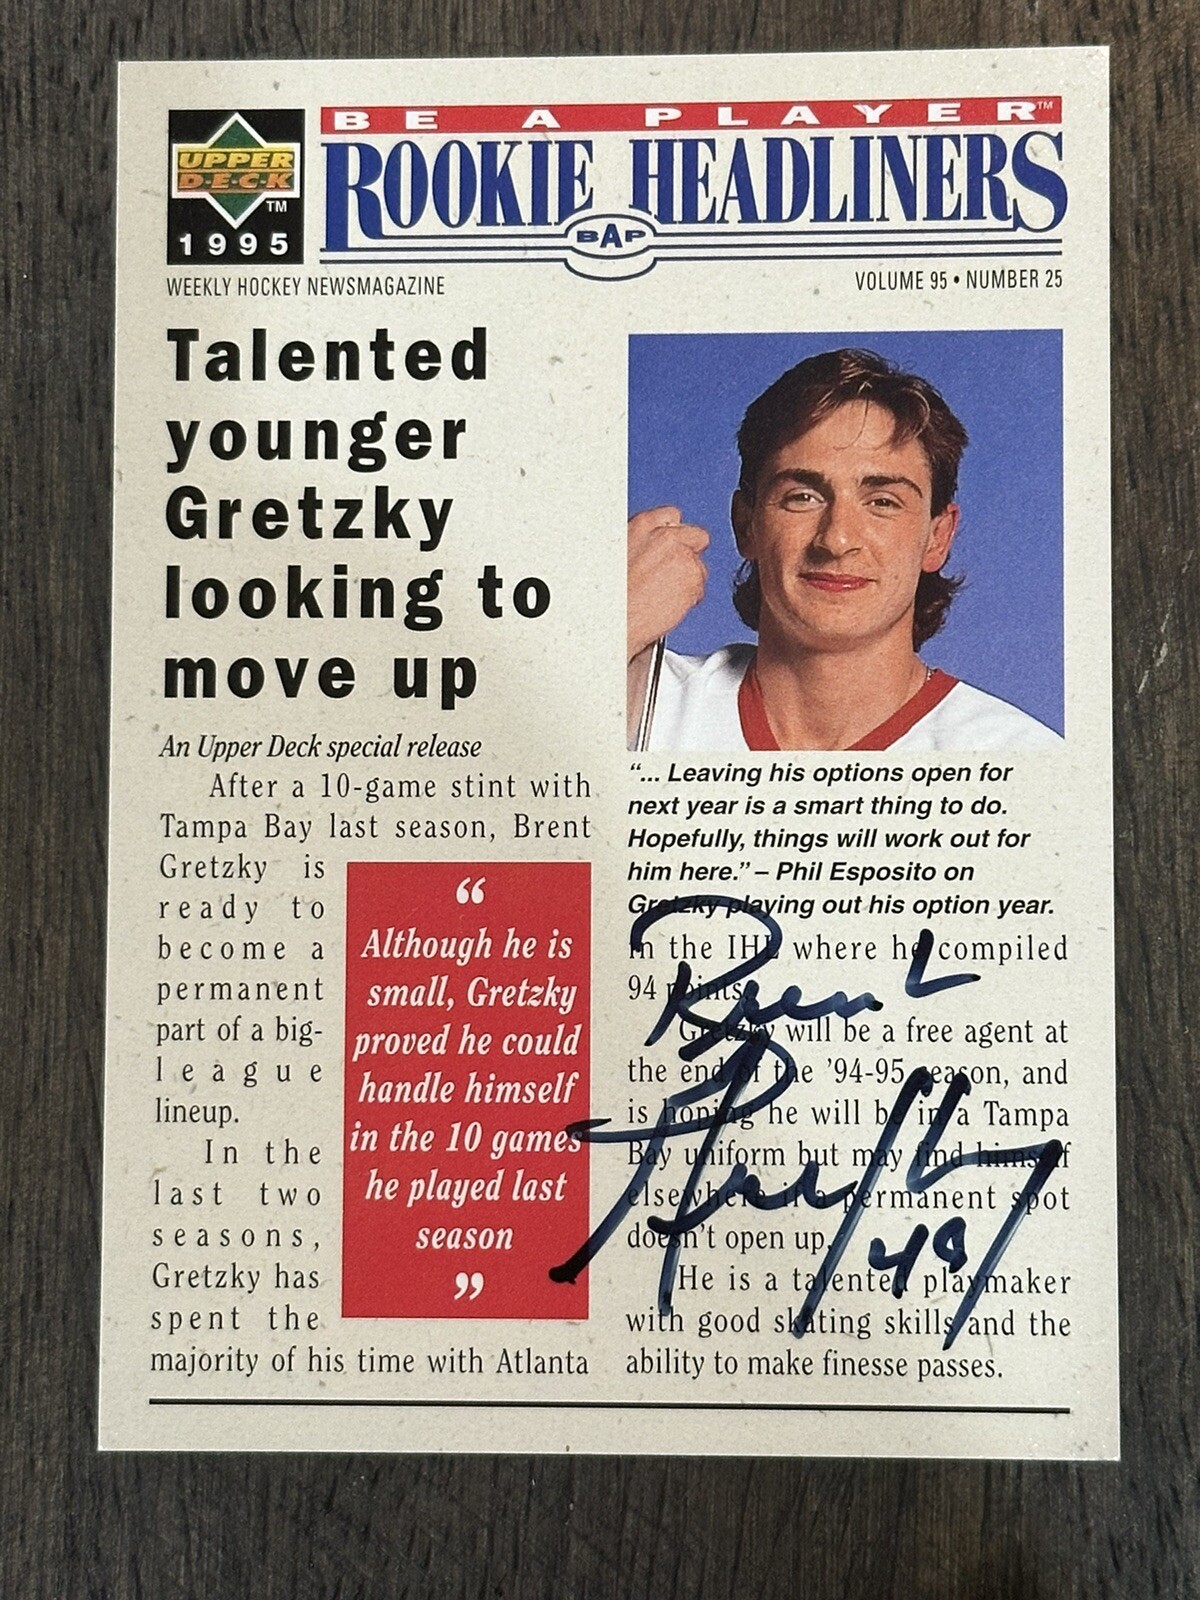 UPPER
D·E·C·K
TM
1995
BE A PLAYER™
ROOKIE HEADLINERS
BAP
WEEKLY HOCKEY NEWSMAGAZINE
VOLUME 95 • NUMBER 25
Talented
younger
Gretzky
looking to
move up
An Upper Deck special release
After a 10-game stint with
Tampa Bay last season, Brent
Gretzky is
ready to
become a
permanent
part of a big-
league
lineup.
In the
last two
seasons,
Gretzky has
spent the
majority of his time with Atlanta
“
Although he is
small, Gretzky
proved he could
handle himself
in the 10 games
he played last
season
”
“... Leaving his options open for
next year is a smart thing to do.
Hopefully, things will work out for
him here.” – Phil Esposito on
Gretzky playing out his option year.
in the IHL where he compiled
94 points.
Gretzky will be a free agent at
the end of the ’94-95 season, and
is hoping he will be in a Tampa
Bay uniform but may find himself
elsewhere if a permanent spot
doesn’t open up.
He is a talented playmaker
with good skating skills and the
ability to make finesse passes.
Brent
Gretzky
49